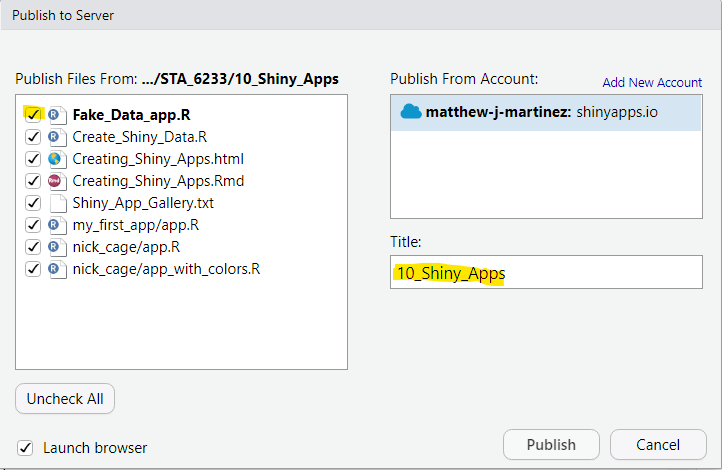 Publish to Server
Publish Files From: .../STA_6233/10_Shiny_Apps
Fake_Data_app.R
Create_Shiny_Data.R
Creating_Shiny_Apps.html
Creating_Shiny_Apps.Rmd
Shiny_App_Gallery.txt
my_first_app/app.R
nick_cage/app.R
nick_cage/app_with_colors.R
Uncheck All
Launch browser
Publish From Account:
Add New Account
matthew-j-martinez: shinyapps.io
Title:
10_Shiny_Apps
Publish
Cancel